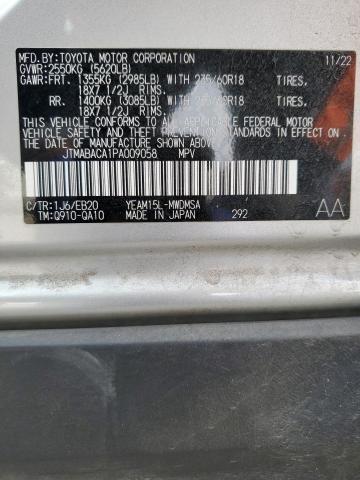 MFD. BY: TOYOTA MOTOR CORPORATION 11/22
GVWR: 2550KG (5620LB)
GAWR: FRT. 1355KG (2985LB) WITH 235/60R18 TIRES,
18X7 1/2J RIMS.
RR. 1400KG (3085LB) WITH 235/60R18 TIRES,
18X7 1/2J RIMS.
THIS VEHICLE CONFORMS TO ALL APPLICABLE FEDERAL MOTOR
VEHICLE SAFETY AND THEFT PREVENTION STANDARDS IN EFFECT ON
THE DATE OF MANUFACTURE SHOWN ABOVE.
JTMABACA1PA009058 MPV
C/TR:1J6/EB20 YEAM15L-MWDMSA AA
TM:Q910-QA10 MADE IN JAPAN 292